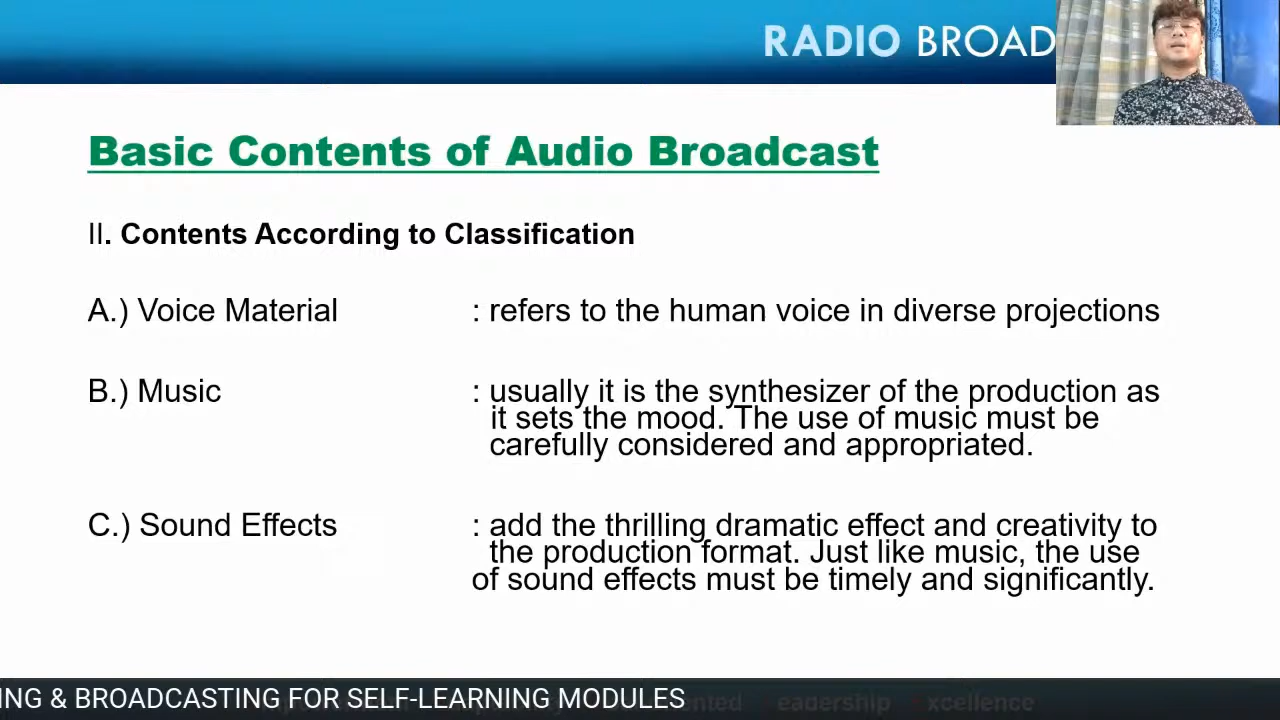 RADIO BROAD
Basic Contents of Audio Broadcast
II. Contents According to Classification
A.) Voice Material : refers to the human voice in diverse projections
B.) Music : usually it is the synthesizer of the production as
it sets the mood. The use of music must be
carefully considered and appropriated.
C.) Sound Effects : add the thrilling dramatic effect and creativity to
the production format. Just like music, the use
of sound effects must be timely and significantly.
ING & BROADCASTING FOR SELF-LEARNING MODULES
eadership xcellence